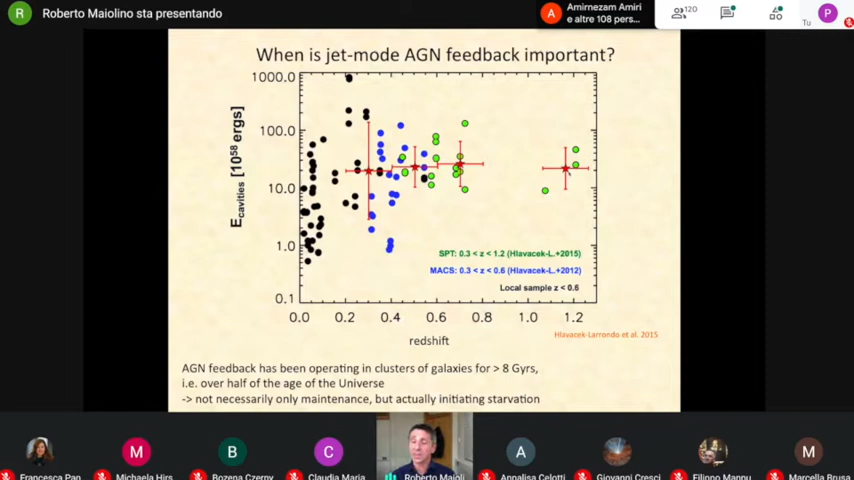 R Roberto Maiolino sta presentando
A Amirnezam Amiri
e altre 108 pers...
120
P
Tu
When is jet-mode AGN feedback important?
1000.0
100.0
10.0
1.0
0.1
Ecavities [10^58 ergs]
SPT: 0.3 < z < 1.2 (Hlavacek-L.+2015)
MACS: 0.3 < z < 0.6 (Hlavacek-L.+2012)
Local sample z < 0.6
0.0 0.2 0.4 0.6 0.8 1.0 1.2
redshift
Hlavacek-Larrondo et al. 2015
AGN feedback has been operating in clusters of galaxies for > 8 Gyrs,
i.e. over half of the age of the Universe
-> not necessarily only maintenance, but actually initiating starvation
M B C A M
Francesca Pan Michaela Hirs Bozena Czerny Claudia Maria Roberto Maioli Annalisa Celotti Giovanni Cresci Filippo Mannu Marcella Brusa